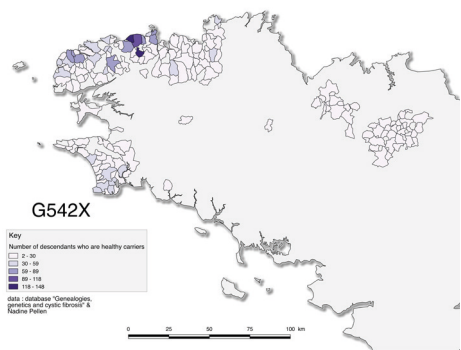 G542X
Key
Number of descendants who are healthy carriers
2 - 30
30 - 59
59 - 89
89 - 118
118 - 148
data : database "Genealogies,
genetics and cystic fibrosis" &
Nadine Pellen
0 25 50 75 100 km